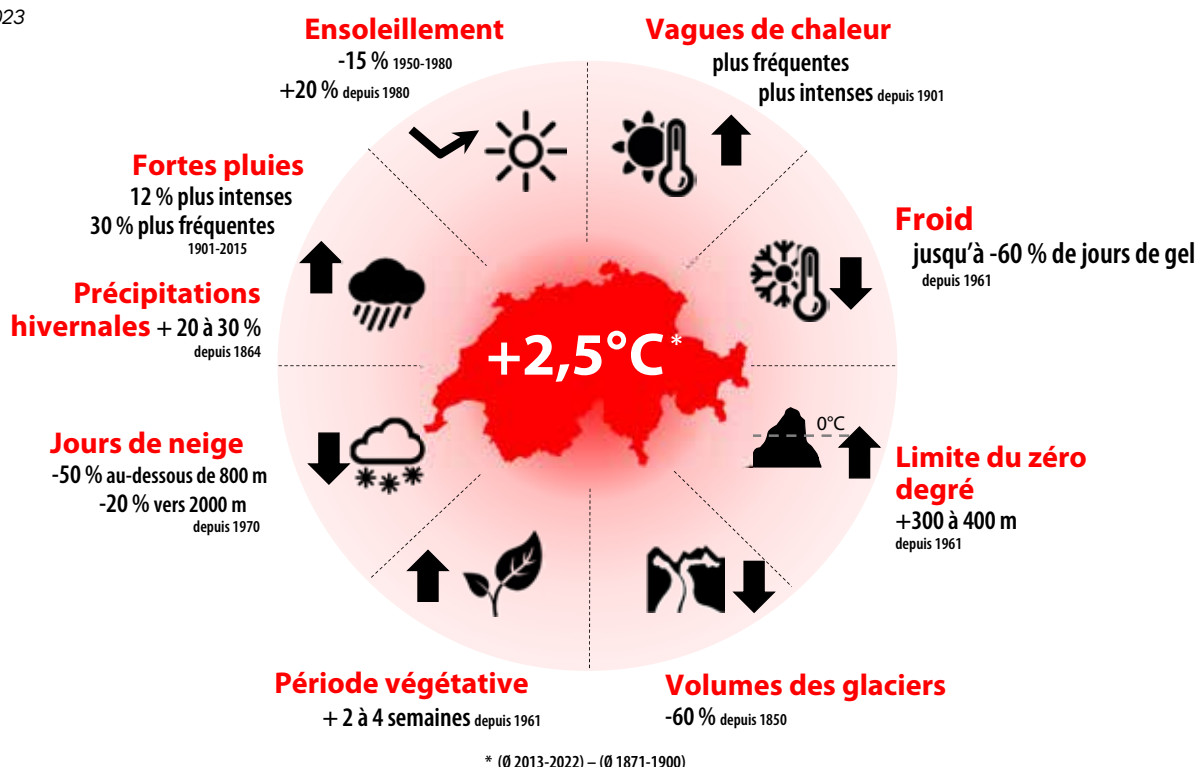 023
Ensoleillement
-15 % 1950-1980
+20 % depuis 1980
Vagues de chaleur
plus fréquentes
plus intenses depuis 1901
Fortes pluies
12 % plus intenses
30 % plus fréquentes
1901-2015
Froid
jusqu’à -60 % de jours de gel
depuis 1961
Précipitations
hivernales + 20 à 30 %
depuis 1864
+2,5°C *
0°C
Limite du zéro
degré
+300 à 400 m
depuis 1961
Jours de neige
-50 % au-dessous de 800 m
-20 % vers 2000 m
depuis 1970
Période végétative
+ 2 à 4 semaines depuis 1961
Volumes des glaciers
-60 % depuis 1850
* (Ø 2013-2022) – (Ø 1871-1900)